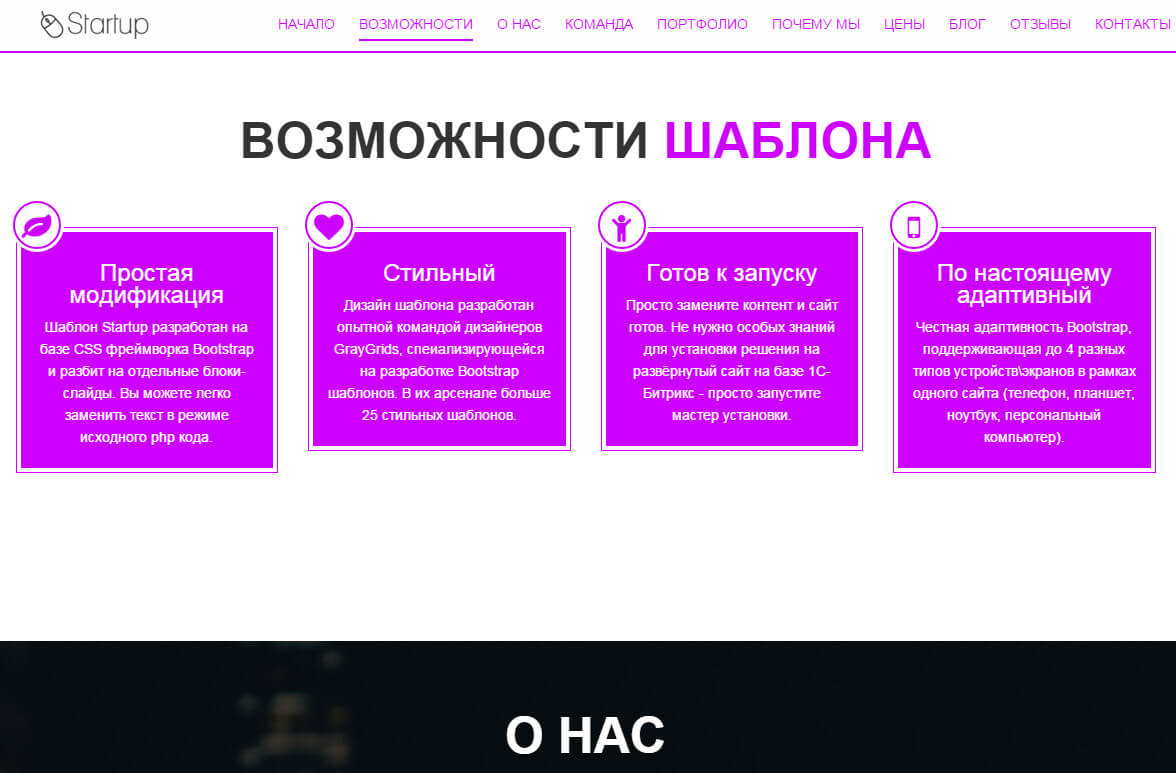 Startup
НАЧАЛО ВОЗМОЖНОСТИ О НАС КОМАНДА ПОРТФОЛИО ПОЧЕМУ МЫ ЦЕНЫ БЛОГ ОТЗЫВЫ КОНТАКТЫ
ВОЗМОЖНОСТИ ШАБЛОНА
Простая
модификация
Шаблон Startup разработан на
базе CSS фреймворка Bootstrap
и разбит на отдельные блоки-
слайды. Вы можете легко
заменить текст в режиме
исходного php кода.
Стильный
Дизайн шаблона разработан
опытной командой дизайнеров
GrayGrids, спеиализирующейся
на разработке Bootstrap
шаблонов. В их арсенале больше
25 стильных шаблонов.
Готов к запуску
Просто замените контент и сайт
готов. Не нужно особых знаний
для установки решения на
развёрнутый сайт на базе 1С-
Битрикс - просто запустите
мастер установки.
По настоящему
адаптивный
Честная адаптивность Bootstrap,
поддерживающая до 4 разных
типов устройств\экранов в рамках
одного сайта (телефон, планшет,
ноутбук, персональный
компьютер).
О НАС